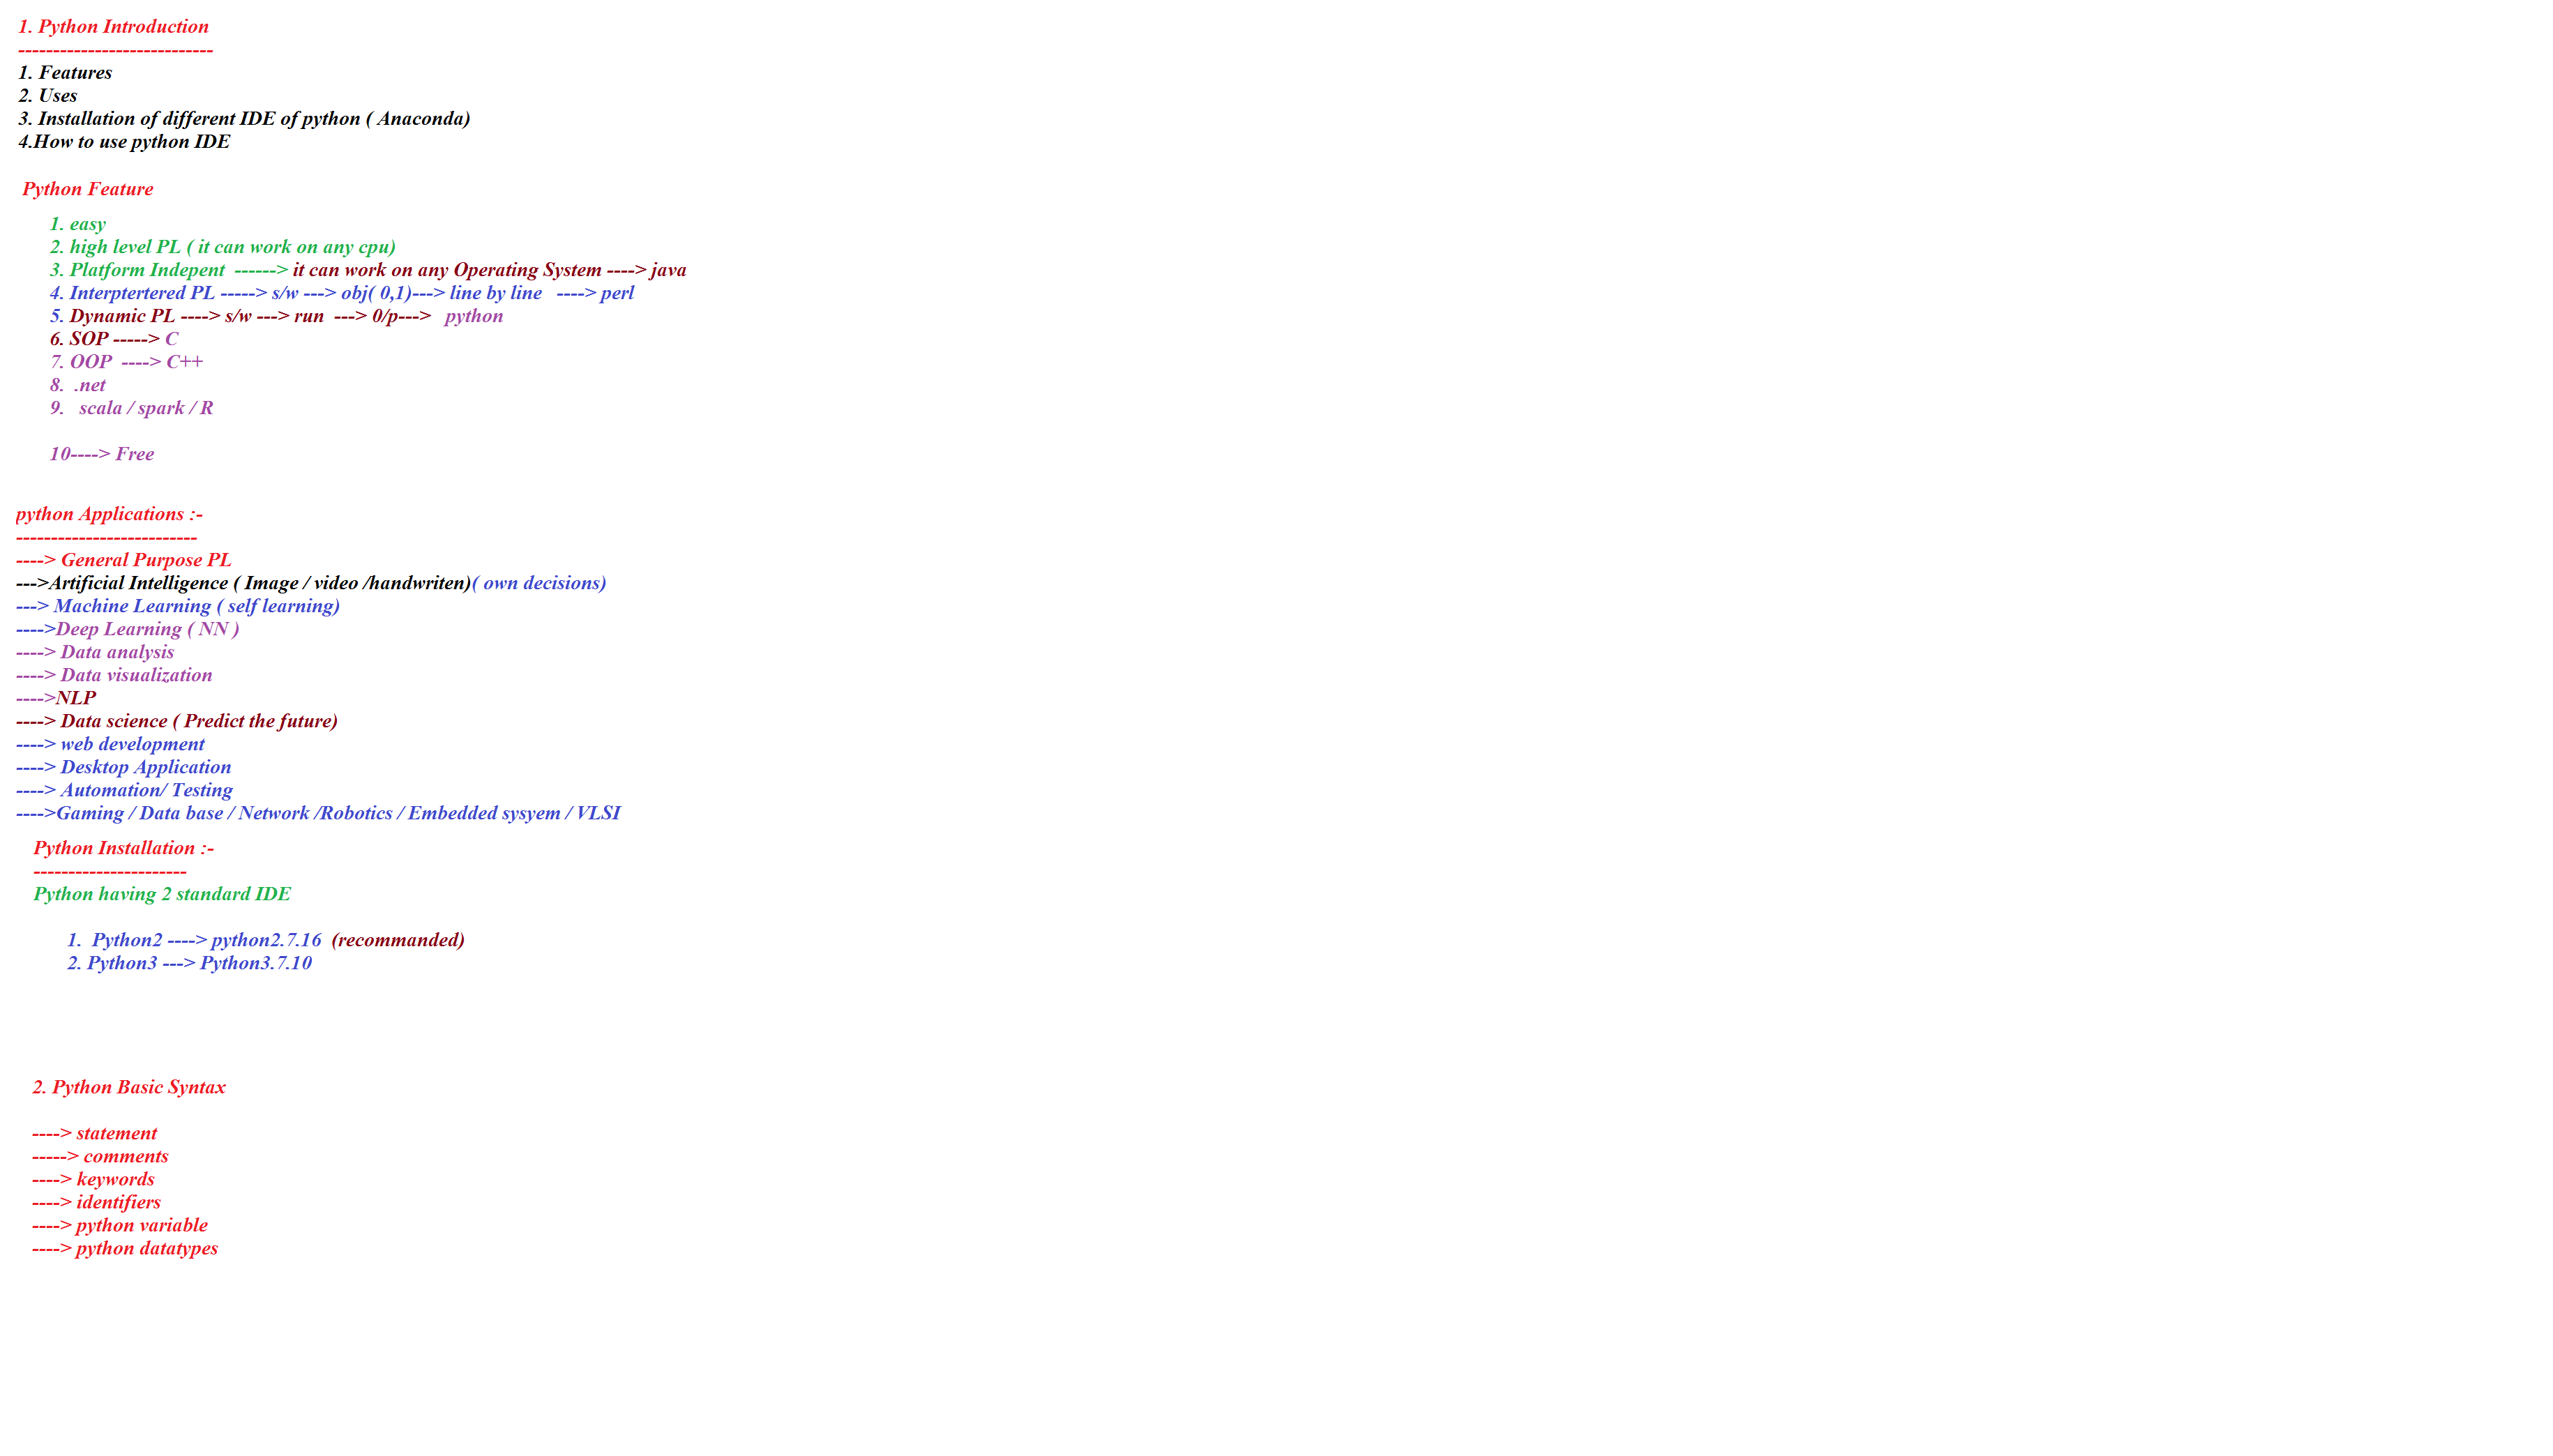 1. Python Introduction
----------------------------
1. Features
2. Uses
3. Installation of different IDE of python ( Anaconda)
4.How to use python IDE
Python Feature
1. easy
2. high level PL ( it can work on any cpu)
3. Platform Indepent ------> it can work on any Operating System ----> java
4. Interptertered PL -----> s/w ---> obj( 0,1)---> line by line ----> perl
5. Dynamic PL ----> s/w ---> run ---> 0/p---> python
6. SOP -----> C
7. OOP ----> C++
8. .net
9. scala / spark / R
10----> Free
python Applications :-
--------------------------
----> General Purpose PL
--->Artificial Intelligence ( Image / video /handwriten)( own decisions)
---> Machine Learning ( self learning)
---->Deep Learning ( NN )
----> Data analysis
----> Data visualization
---->NLP
----> Data science ( Predict the future)
----> web development
----> Desktop Application
----> Automation/ Testing
---->Gaming / Data base / Network /Robotics / Embedded sysyem / VLSI
Python Installation :-
----------------------
Python having 2 standard IDE
1. Python2 ----> python2.7.16 (recommanded)
2. Python3 ---> Python3.7.10
2. Python Basic Syntax
----> statement
-----> comments
----> keywords
----> identifiers
----> python variable
----> python datatypes